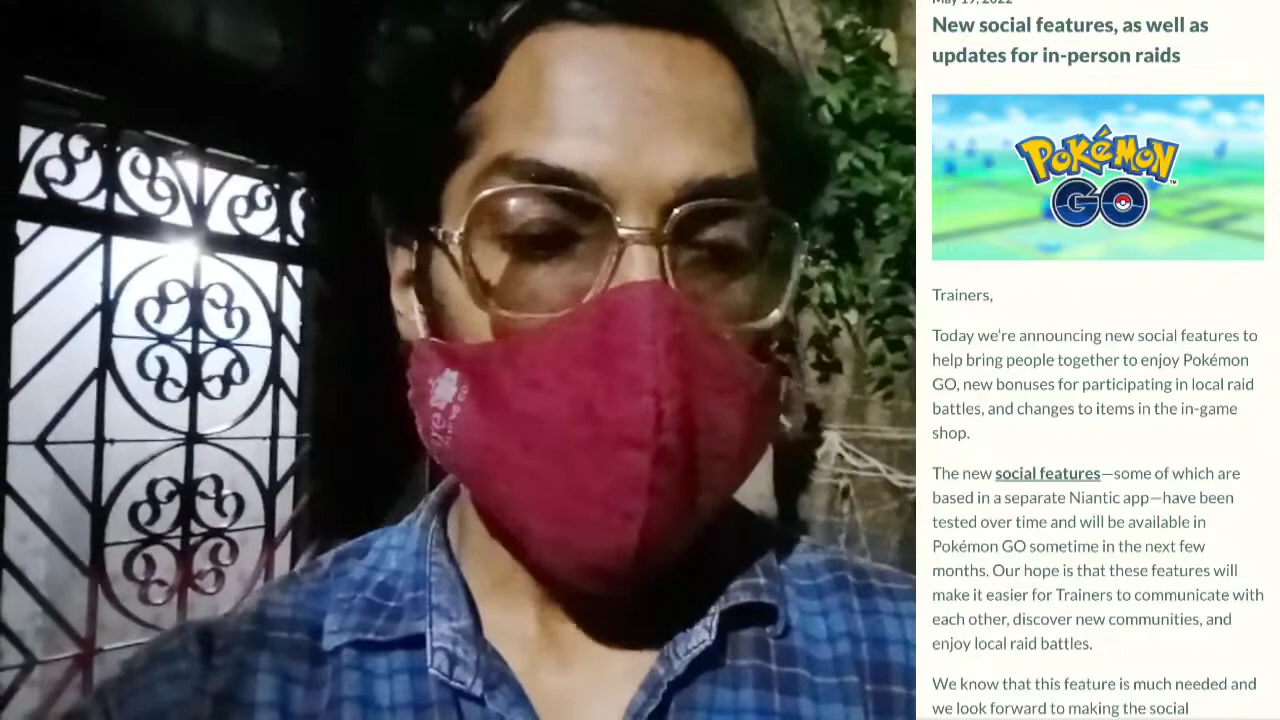 May 19, 2022
New social features, as well as
updates for in-person raids
POKéMON
GO
™
Trainers,
Today we’re announcing new social features to
help bring people together to enjoy Pokémon
GO, new bonuses for participating in local raid
battles, and changes to items in the in-game
shop.
The new social features—some of which are
based in a separate Niantic app—have been
tested over time and will be available in
Pokémon GO sometime in the next few
months. Our hope is that these features will
make it easier for Trainers to communicate with
each other, discover new communities, and
enjoy local raid battles.
We know that this feature is much needed and
we look forward to making the social